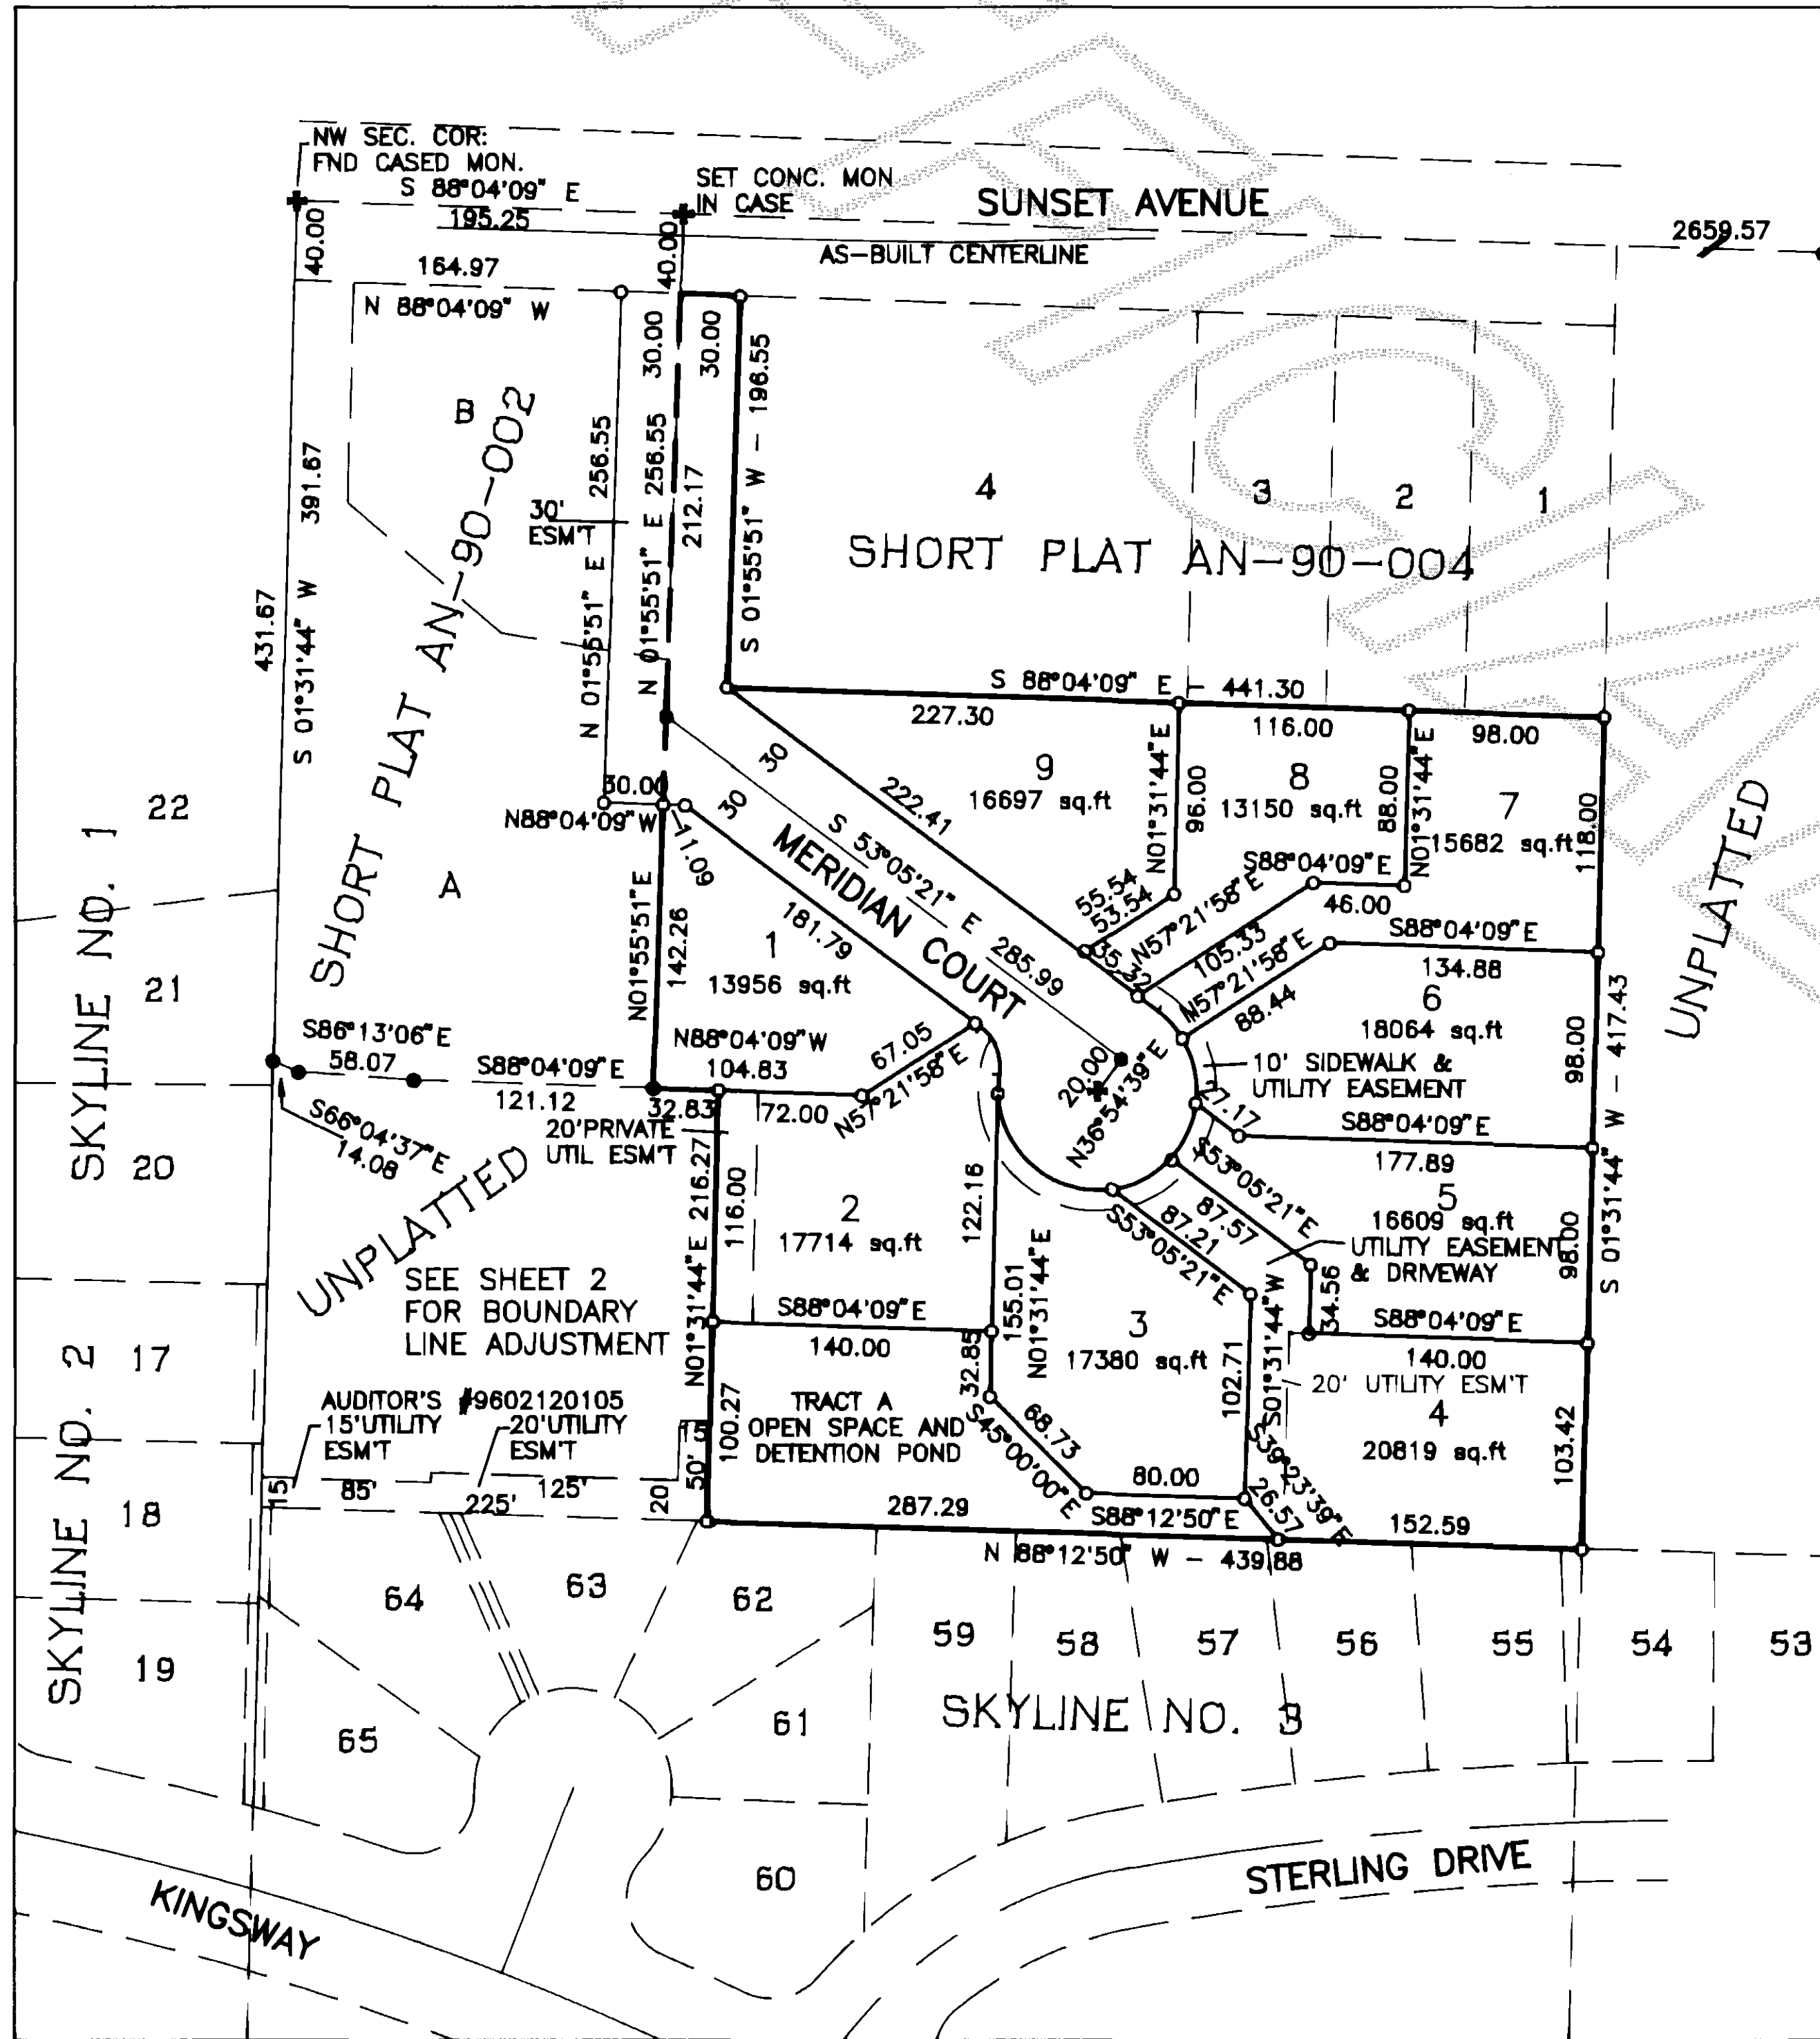 NW SEC. COR:
FND CASED MON.
S 88°04'09" E
195.25
SET CONC. MON
IN CASE
SUNSET AVENUE
2659.57
40.00
40.00
AS-BUILT CENTERLINE
164.97
N 88°04'09" W
30.00
30.00
B
256.55
N 01°55'51" E
N 01°55'51" E 256.55
212.17
S 01°55'51" W - 196.55
30'
ESM'T
391.67
S 01°31'44" W
431.67
SHORT PLAT AN-90-002
4
3
2
1
SHORT PLAT AN-90-004
S 88°04'09" E - 441.30
227.30
116.00
98.00
30
30
222.41
9
16697 sq.ft
N01°31'44"E
96.00
8
13150 sq.ft
88.00
N01°31'44"E
7
15682 sq.ft
118.00
UNPLATTED
30.00
N88°04'09"W
11.09
S 53°05'21" E
285.99
MERIDIAN COURT
181.79
S88°04'09"E
46.00
55.54
53.54
N57°21'58"E
35.32
105.33
N57°21'58"E
88.44
S88°04'09"E
134.88
6
18064 sq.ft
98.00
22
SKYLINE NO. 1
21
A
N01°55'51"E
142.26
1
13956 sq.ft
S86°13'06"E
58.07
S88°04'09"E
121.12
N88°04'09"W
104.83
67.05
N57°21'58"E
32.83
72.00
20.00
N36°54'39"E
10' SIDEWALK &
UTILITY EASEMENT
27.17
S88°04'09"E
177.89
S 01°31'44" W - 417.43
S66°04'37"E
14.08
20'PRIVATE
UTIL ESM'T
20
UNPLATTED
N01°31'44"E 216.27
116.00
2
17714 sq.ft
122.16
S53°05'21"E
87.57
87.21
S53°05'21"E
5
16609 sq.ft
UTILITY EASEMENT
& DRIVEWAY
98.00
34.56
SEE SHEET 2
FOR BOUNDARY
LINE ADJUSTMENT
S88°04'09"E
140.00
155.01
N01°31'44"E
32.85
3
17380 sq.ft
102.71
S01°31'44"W
S88°04'09"E
140.00
20' UTILITY ESM'T
4
20819 sq.ft
103.42
SKYLINE NO. 2
17
AUDITOR'S #9602120105
15'UTILITY
ESM'T
20'UTILITY
ESM'T
15
100.27
TRACT A
OPEN SPACE AND
DETENTION POND
68.73
S45°00'00"E
80.00
S88°12'50"E
S39°23'39"E
26.57
152.59
15
85'
225'
125'
20
50'
287.29
N 88°12'50" W - 439.88
18
64
63
62
59
58
57
56
55
54
53
19
65
61
SKYLINE NO. 3
60
STERLING DRIVE
KINGSWAY